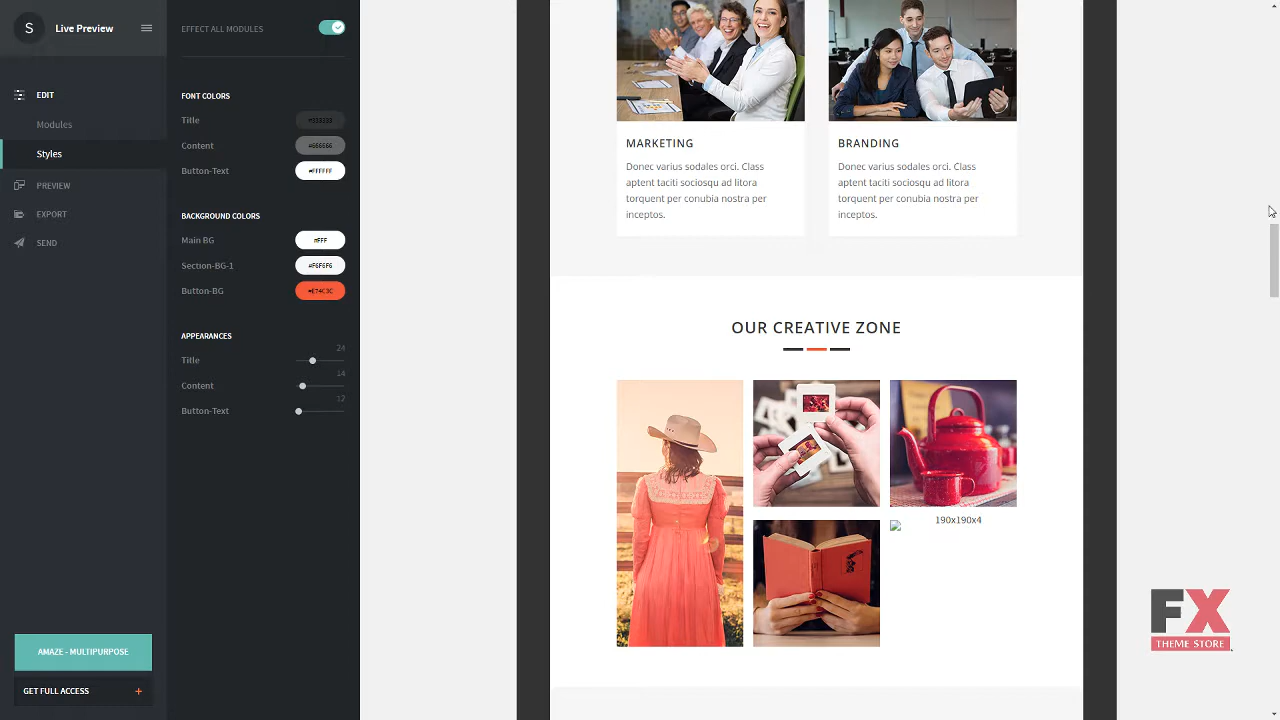 S
Live Preview
EDIT
Modules
Styles
PREVIEW
EXPORT
SEND
AMAZE - MULTIPURPOSE
GET FULL ACCESS +
EFFECT ALL MODULES
FONT COLORS
Title
Content #666666
Button-Text #FFFFFF
BACKGROUND COLORS
Main BG #FFF
Section-BG-1 #F6F6F6
Button-BG #E74C3C
APPEARANCES
24
Title
14
Content
12
Button-Text
MARKETING
Donec varius sodales orci. Class
aptent taciti sociosqu ad litora
torquent per conubia nostra per
inceptos.
BRANDING
Donec varius sodales orci. Class
aptent taciti sociosqu ad litora
torquent per conubia nostra per
inceptos.
OUR CREATIVE ZONE
190x190x4
FX
THEME STORE